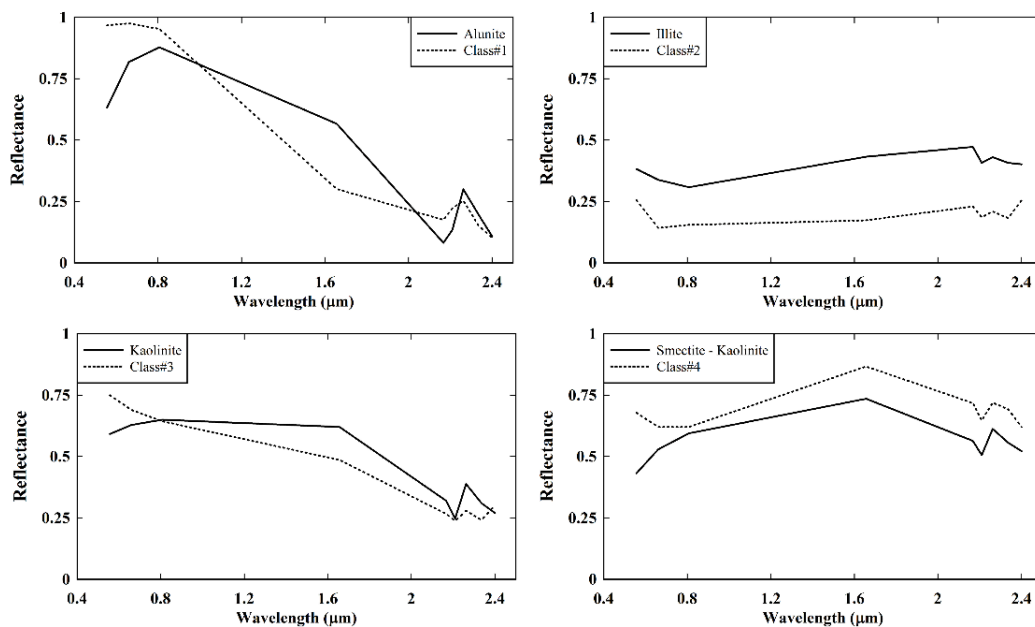 1
0.75
0.5
0.25
0
Reflectance
Alunite
Class#1
0.4 0.8 1.2 1.6 2 2.4
Wavelength (μm)
1
0.75
0.5
0.25
0
Reflectance
Illite
Class#2
0.4 0.8 1.2 1.6 2 2.4
Wavelength (μm)
1
0.75
0.5
0.25
0
Reflectance
Kaolinite
Class#3
0.4 0.8 1.2 1.6 2 2.4
Wavelength (μm)
1
0.75
0.5
0.25
0
Reflectance
Smectite - Kaolinite
Class#4
0.4 0.8 1.2 1.6 2 2.4
Wavelength (μm)